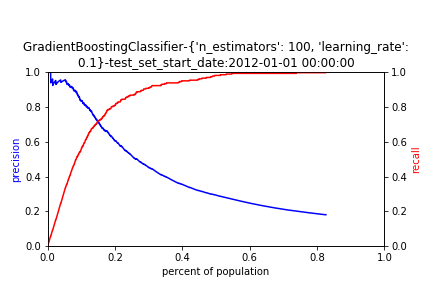 GradientBoostingClassifier-{'n_estimators': 100, 'learning_rate':
0.1}-test_set_start_date:2012-01-01 00:00:00
1.0
0.8
0.6
0.4
0.2
0.0
precision
1.0
0.8
0.6
0.4
0.2
0.0
recall
0.0 0.2 0.4 0.6 0.8 1.0
percent of population